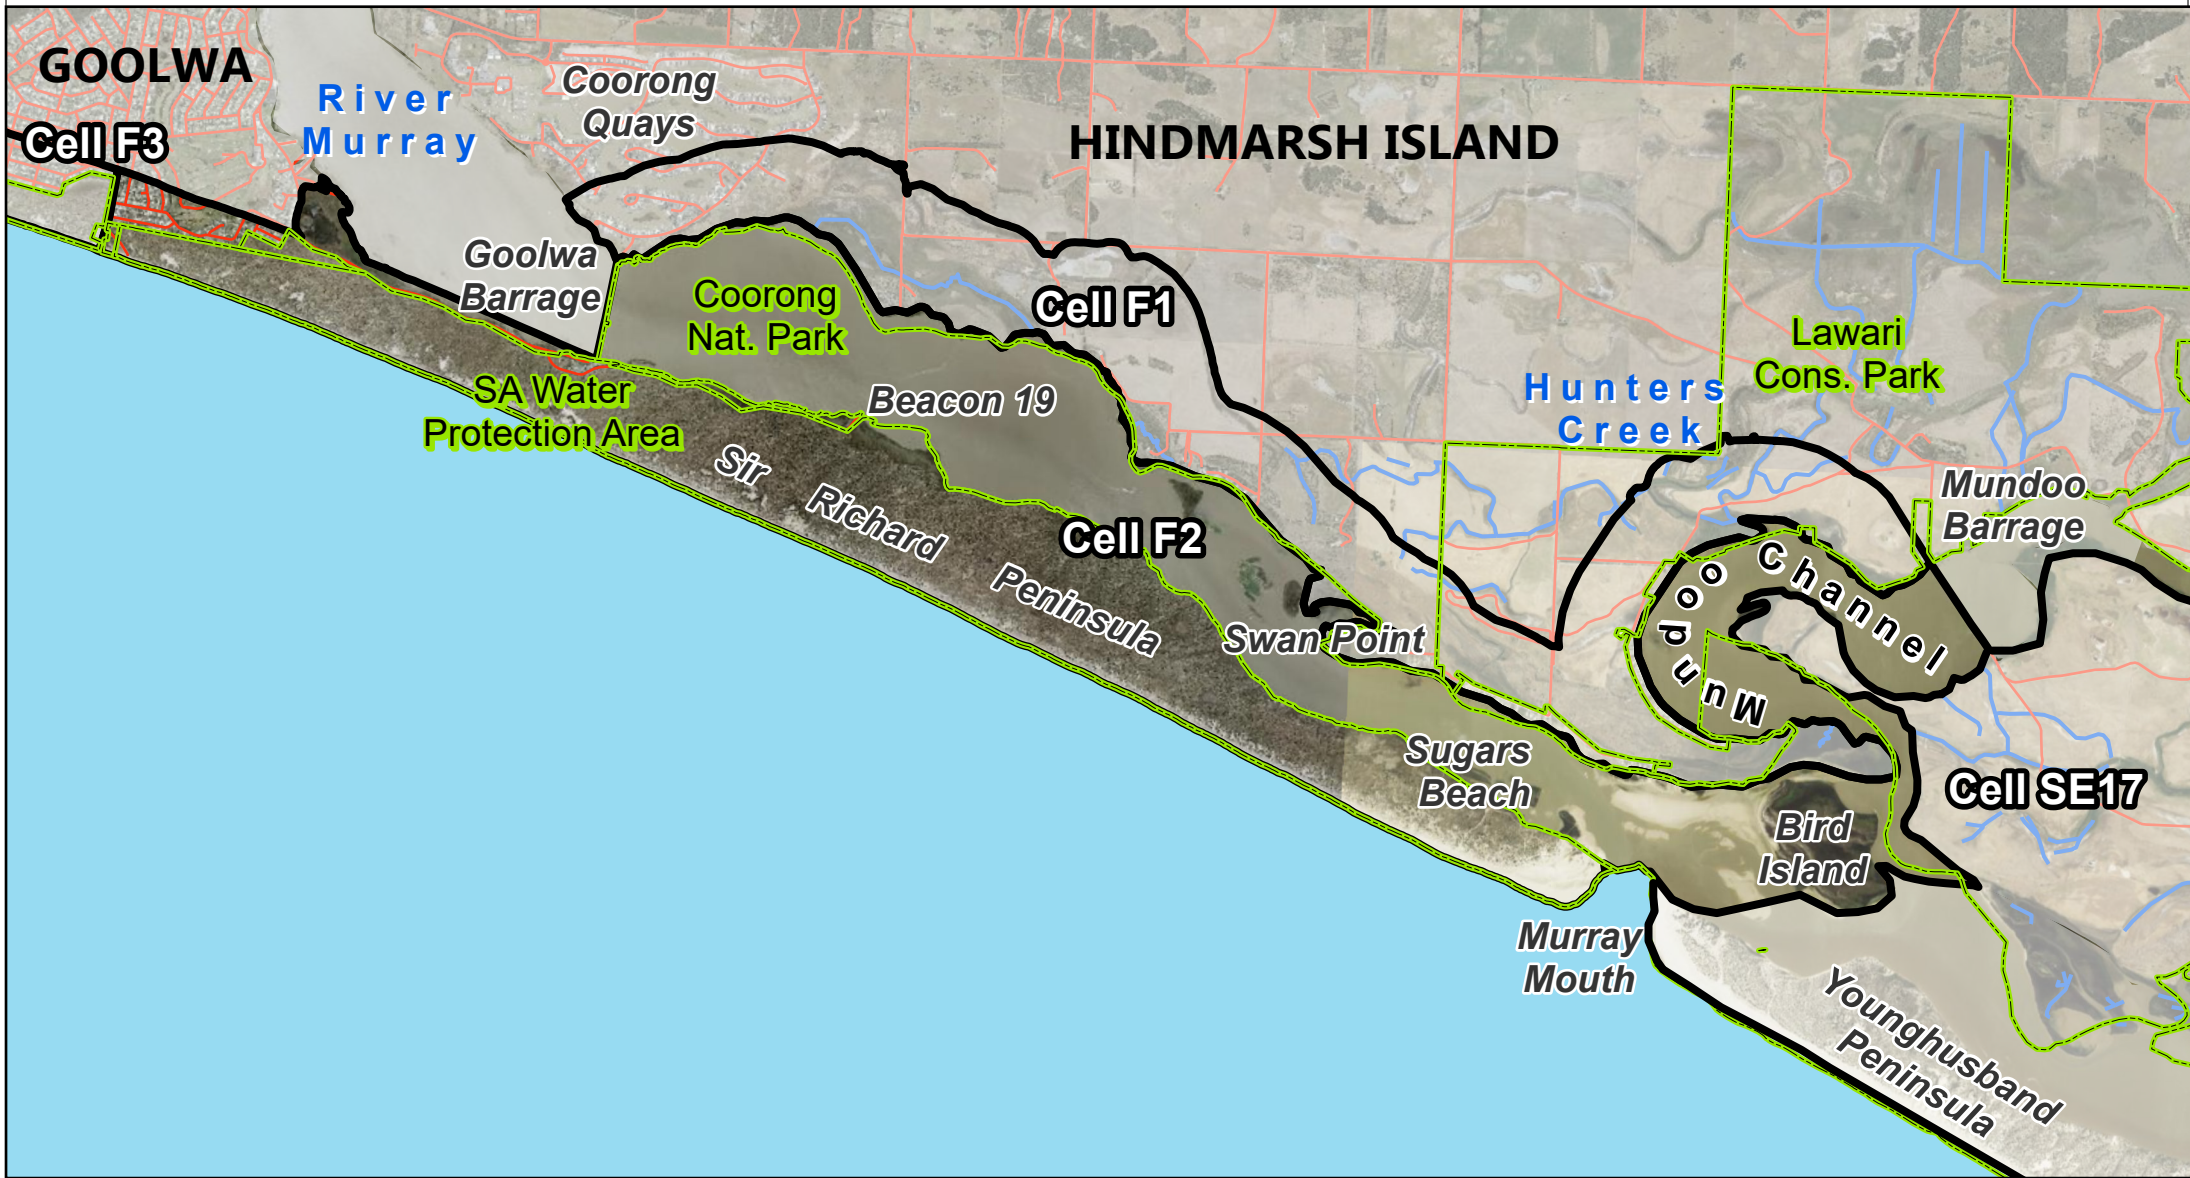 GOOLWA
Cell F3
River
Murray
Coorong
Quays
HINDMARSH ISLAND
Goolwa
Barrage
Coorong
Nat. Park
Cell F1
Lawari
Cons. Park
Hunters
Creek
SA Water
Protection Area
Beacon 19
Sir Richard Peninsula
Cell F2
Mundoo
Barrage
Mundoo Channel
Swan Point
Sugars
Beach
Cell SE17
Bird
Island
Murray
Mouth
Younghusband
Peninsula